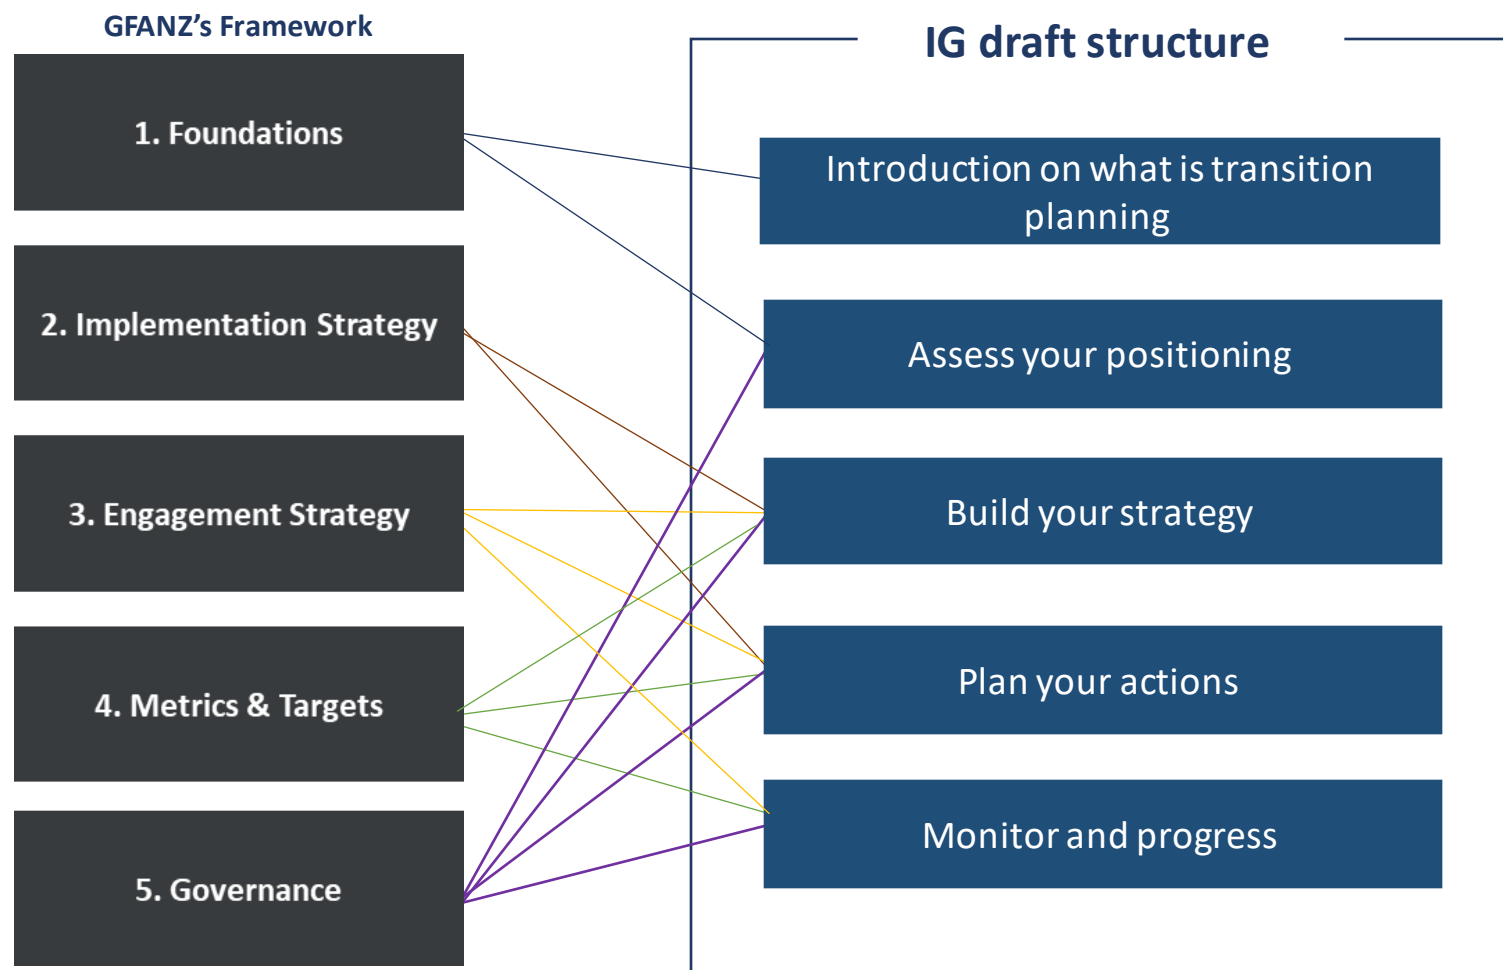 GFANZ's Framework
1. Foundations
2. Implementation Strategy
3. Engagement Strategy
4. Metrics & Targets
5. Governance
IG draft structure
Introduction on what is transition
planning
Assess your positioning
Build your strategy
Plan your actions
Monitor and progress